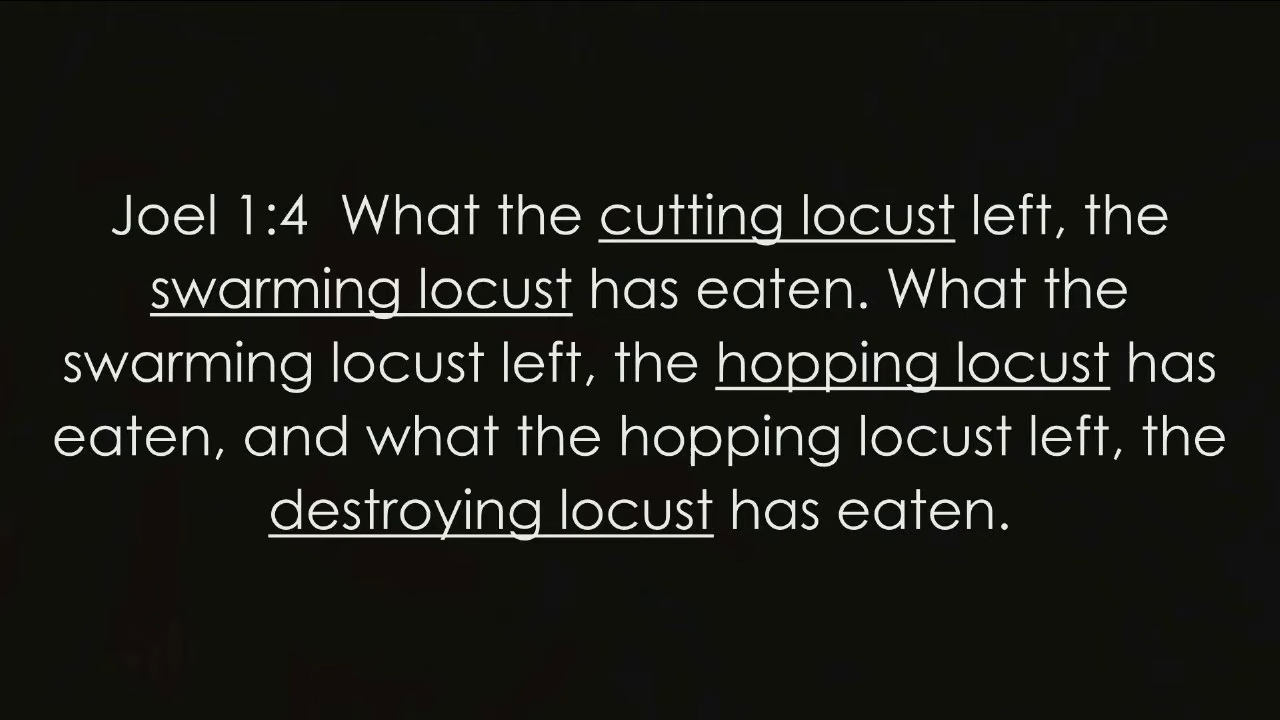 Joel 1:4  What the cutting locust left, the
swarming locust has eaten. What the
swarming locust left, the hopping locust has
eaten, and what the hopping locust left, the
destroying locust has eaten.